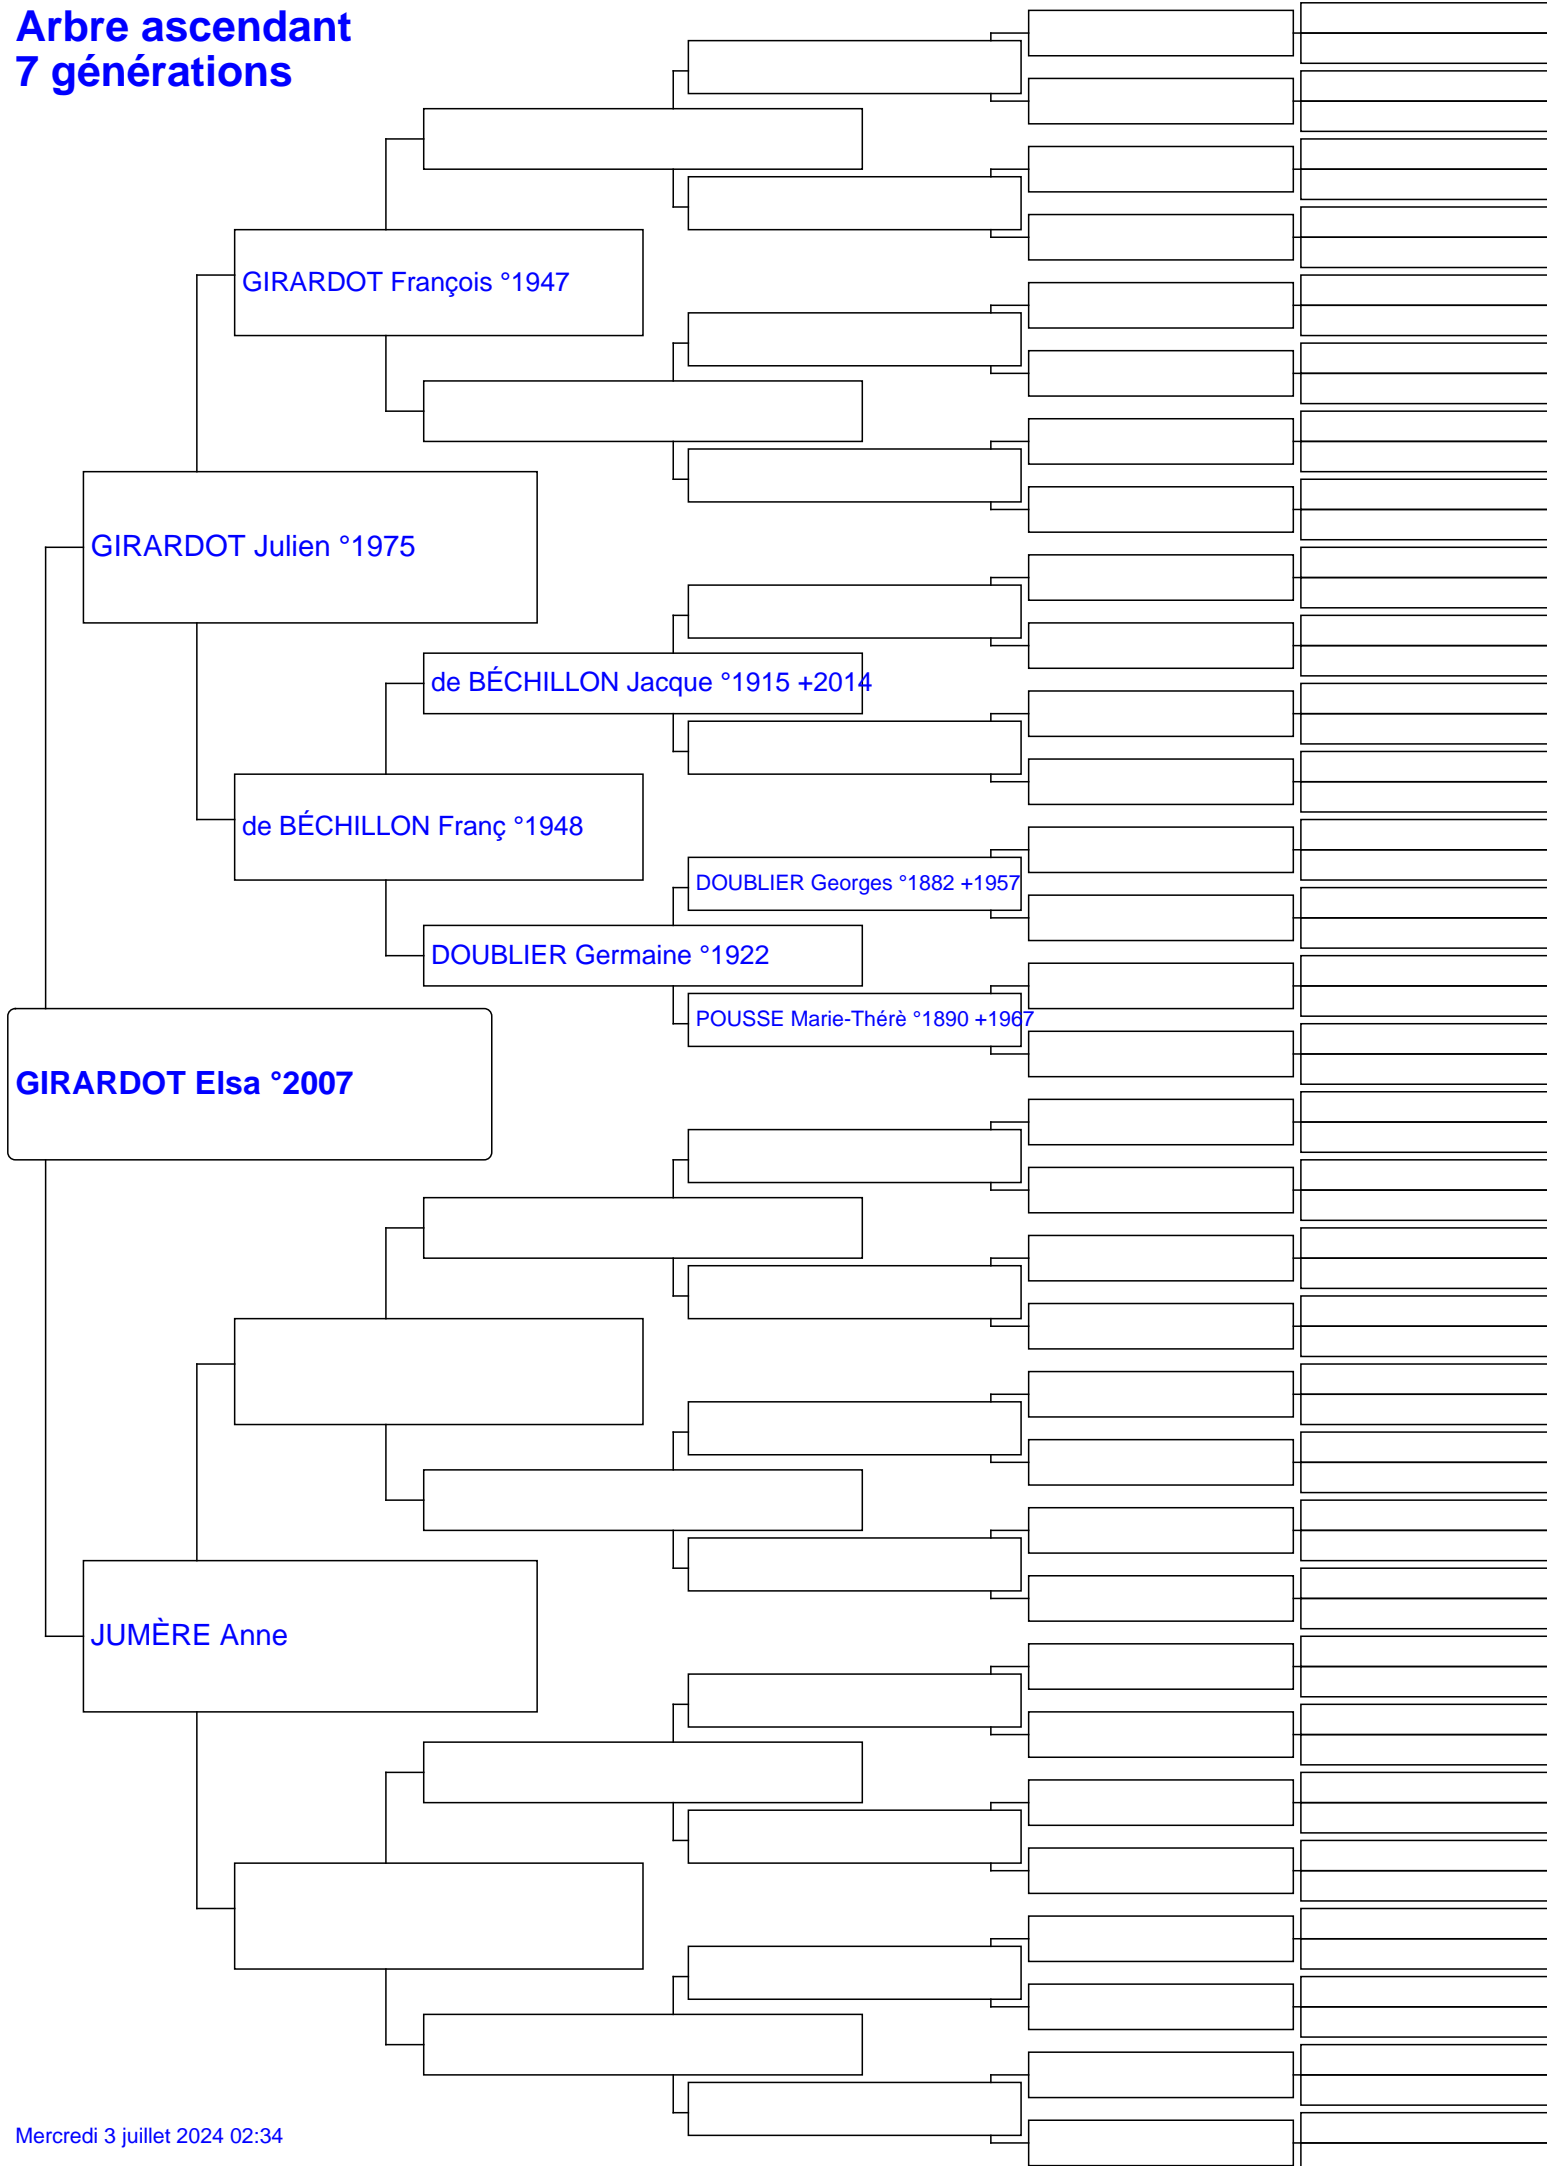 Arbre ascendant
7 générations
GIRARDOT François °1947
GIRARDOT Julien °1975
de BÉCHILLON Jacque °1915 +2014
de BÉCHILLON Franç °1948
DOUBLIER Georges °1882 +1957
DOUBLIER Germaine °1922
POUSSE Marie-Thérè °1890 +1967
GIRARDOT Elsa °2007
JUMÈRE Anne
Mercredi 3 juillet 2024 02:34